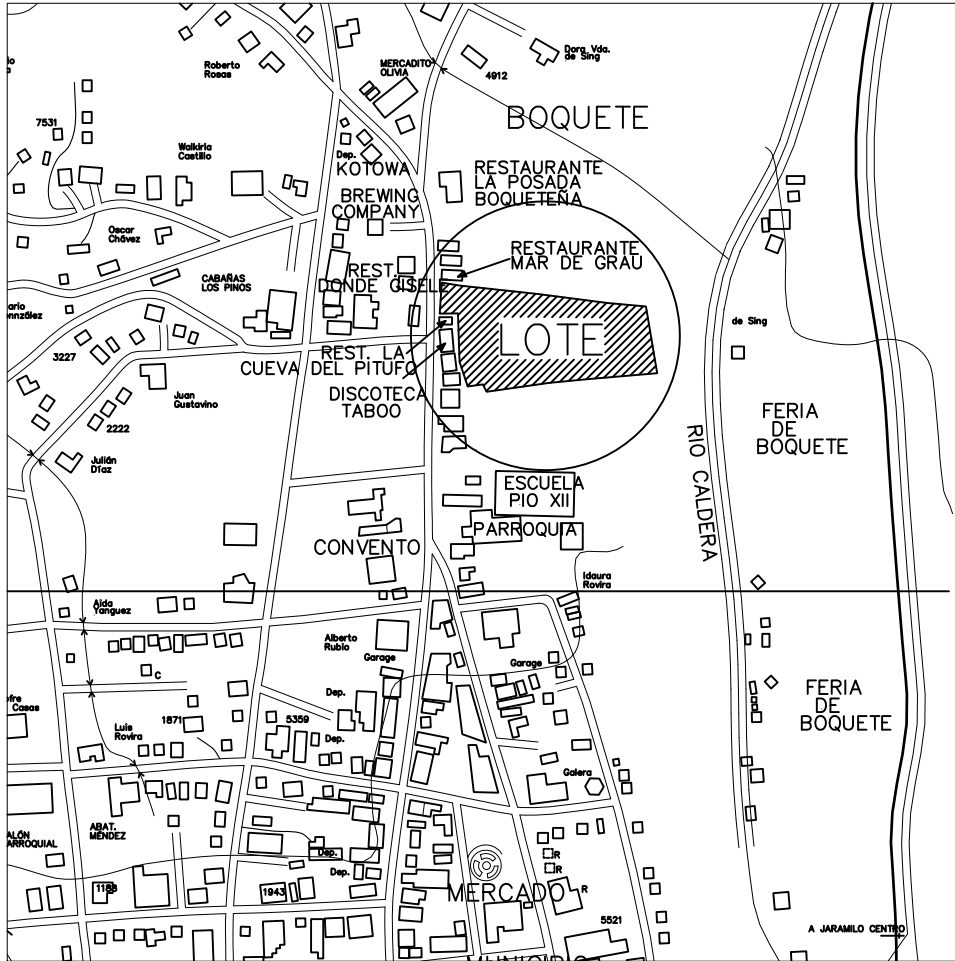 Dora Vda.
de Sing
MERCADITO
OLIVIA
4912
Roberto
Rosas
BOQUETE
7531
Walkiria
Castillo
Dep.
KOTOWA
RESTAURANTE
LA POSADA
BOQUETEÑA
BREWING
COMPANY
Oscar
Chávez
RESTAURANTE
MAR DE GRAU
CABAÑAS
LOS PINOS
REST.
DONDE GISELE
de Sing
LOTE
3227
REST. LA
CUEVA DEL PITUFO
DISCOTECA
TABOO
Juan
Gustavino
2222
FERIA
DE
BOQUETE
Julián
Díaz
RIO CALDERA
ESCUELA
PIO XII
PARROQUIA
CONVENTO
Idaura
Rovira
Aida
Yanguez
Alberto
Rubio
Garage
Garage
C
Dep.
FERIA
DE
BOQUETE
Casas
1871
Luis
Rovira
5359
Dep.
Galera
ABAT.
MÉNDEZ
Dep.
R
R
Dep.
1188
1943
MERCADO
R
5521
A JARAMILO CENTRO
MUNICIPIO